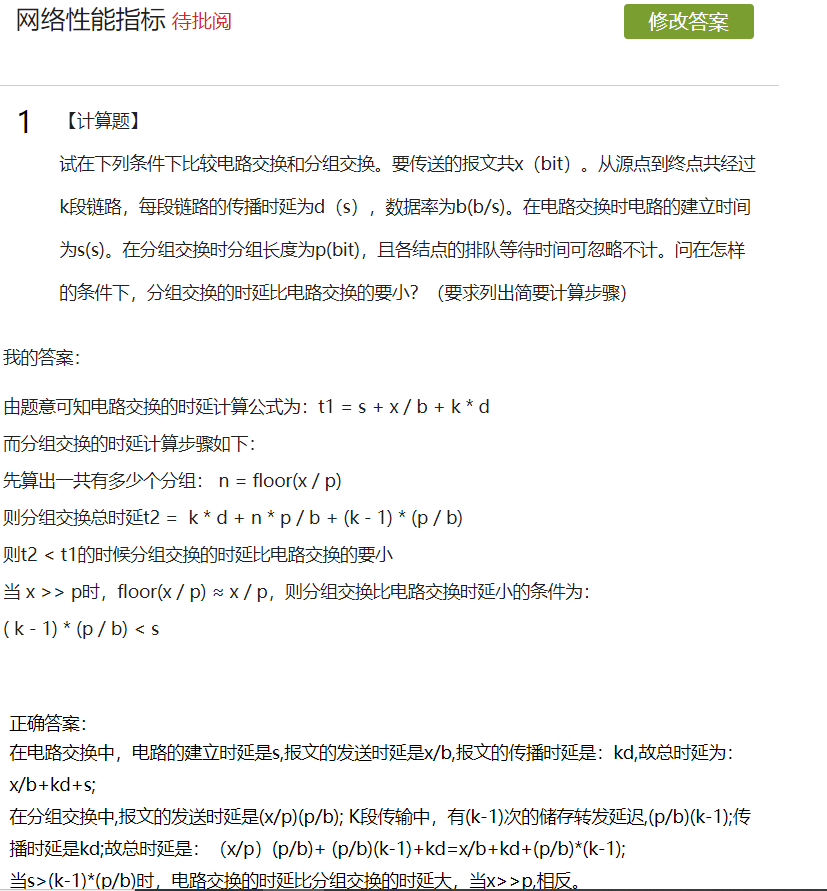 网络性能指标 待批阅
修改答案
1 【计算题】
试在下列条件下比较电路交换和分组交换。要传送的报文共x（bit）。从源点到终点共经过
k段链路，每段链路的传播时延为d（s），数据率为b(b/s)。在电路交换时电路的建立时间
为s(s)。在分组交换时分组长度为p(bit)，且各结点的排队等待时间可忽略不计。问在怎样
的条件下，分组交换的时延比电路交换的要小？（要求列出简要计算步骤）
我的答案：
由题意可知电路交换的时延计算公式为：t1 = s + x / b + k * d
而分组交换的时延计算步骤如下：
先算出一共有多少个分组： n = floor(x / p)
则分组交换总时延t2 = k * d + n * p / b + (k - 1) * (p / b)
则t2 < t1的时候分组交换的时延比电路交换的要小
当 x >> p时，floor(x / p) ≈ x / p，则分组交换比电路交换时延小的条件为：
( k - 1) * (p / b) < s
正确答案：
在电路交换中，电路的建立时延是s,报文的发送时延是x/b,报文的传播时延是：kd,故总时延为：
x/b+kd+s;
在分组交换中,报文的发送时延是(x/p)(p/b); K段传输中，有(k-1)次的储存转发延迟,(p/b)(k-1);传
播时延是kd;故总时延是：（x/p）(p/b)+ (p/b)(k-1)+kd=x/b+kd+(p/b)*(k-1);
当s>(k-1)*(p/b)时，电路交换的时延比分组交换的时延大，当x>>p,相反。